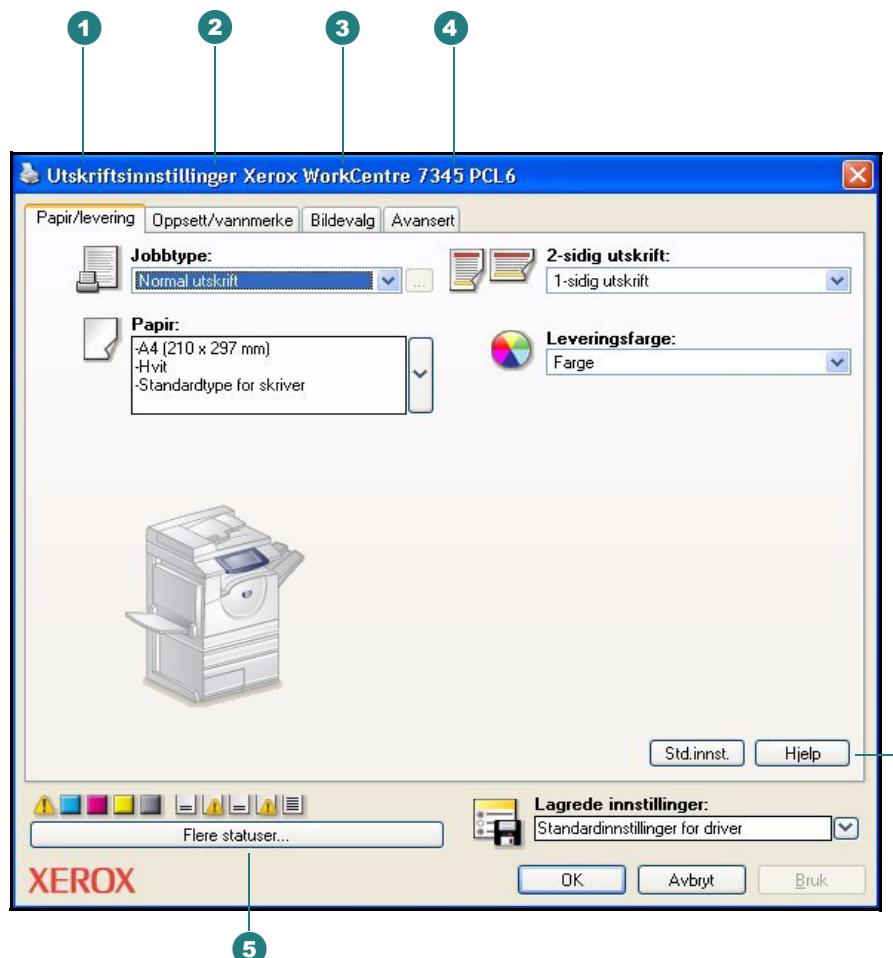 1 2 3 4
Utskriftsinnstillinger Xerox WorkCentre 7345 PCL6
Papir/levering Oppsett/vannmerke Bildevalg Avansert
Jobbtype:
Normal utskrift
...
2-sidig utskrift:
1-sidig utskrift
Papir:
-A4 (210 x 297 mm)
-Hvit
-Standardtype for skriver
Leveringsfarge:
Farge
Std.innst. Hjelp
Flere statuser...
Lagrede innstillinger:
Standardinnstillinger for driver
XEROX
OK Avbryt Bruk
5